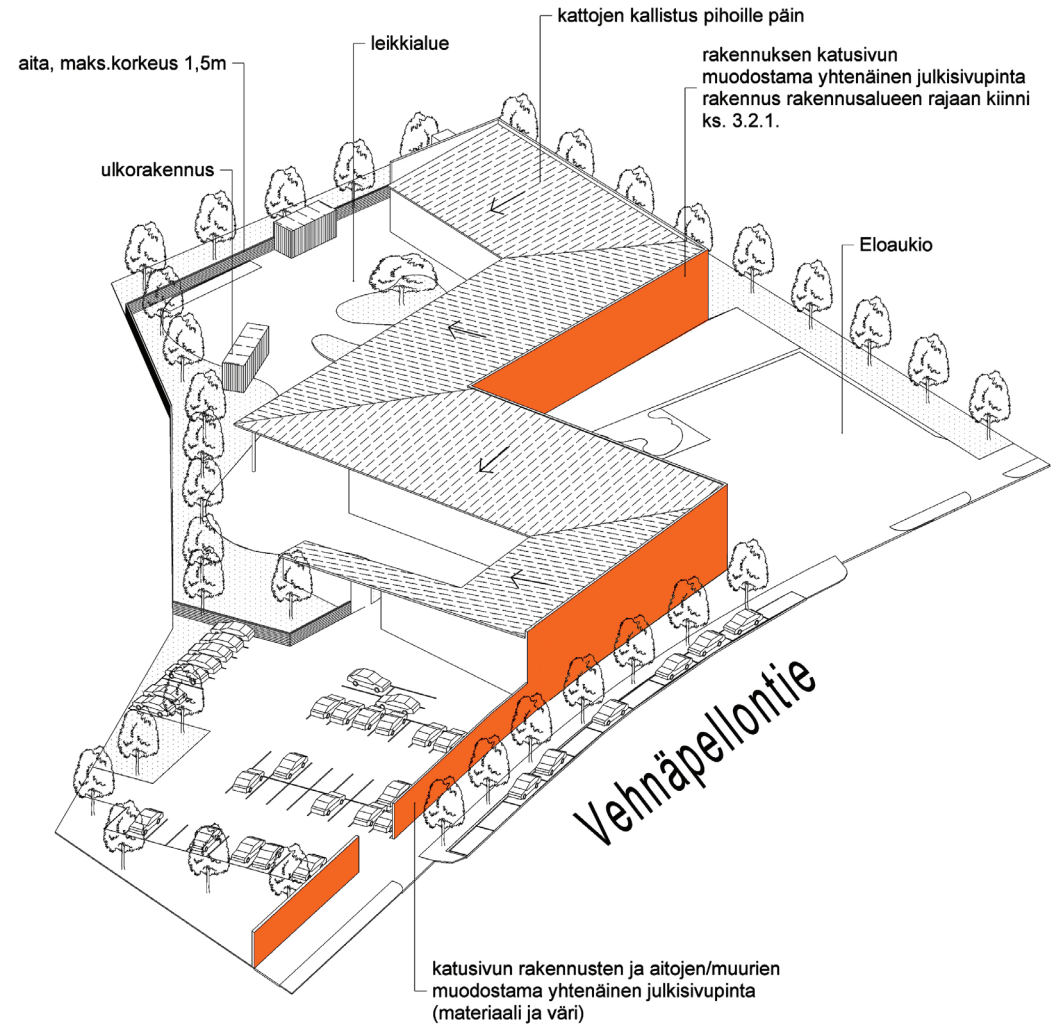 kattojen kallistus pihoille päin
leikkialue
aita, maks.korkeus 1,5m
rakennuksen katusivun
muodostama yhtenäinen julkisivupinta
rakennus rakennusalueen rajaan kiinni
ks. 3.2.1.
ulkorakennus
Eloaukio
Vehnäpellontie
katusivun rakennusten ja aitojen/muurien
muodostama yhtenäinen julkisivupinta
(materiaali ja väri)